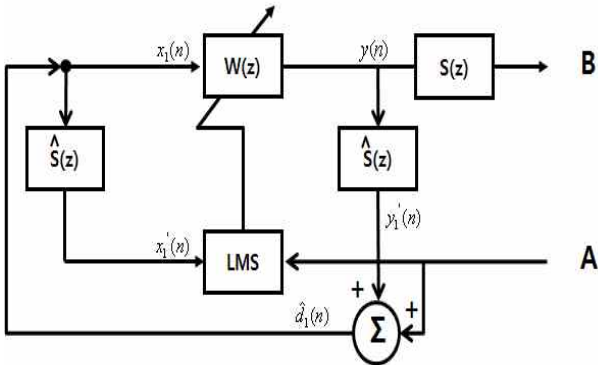 x₁(n)
W(z)
y(n)
S(z)
B
Ŝ(z)
Ŝ(z)
x₁'(n)
LMS
y₁'(n)
A
+
+
d̂₁(n)
Σ